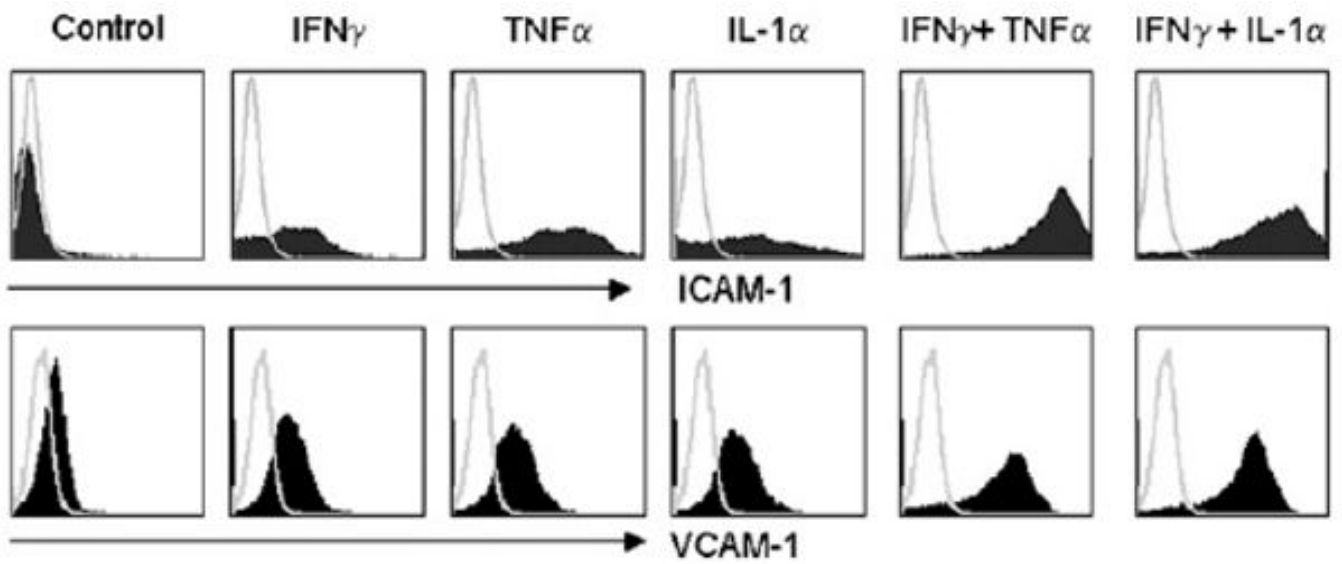 Control IFNγ TNFα IL-1α IFNγ+ TNFα IFNγ + IL-1α
ICAM-1
VCAM-1